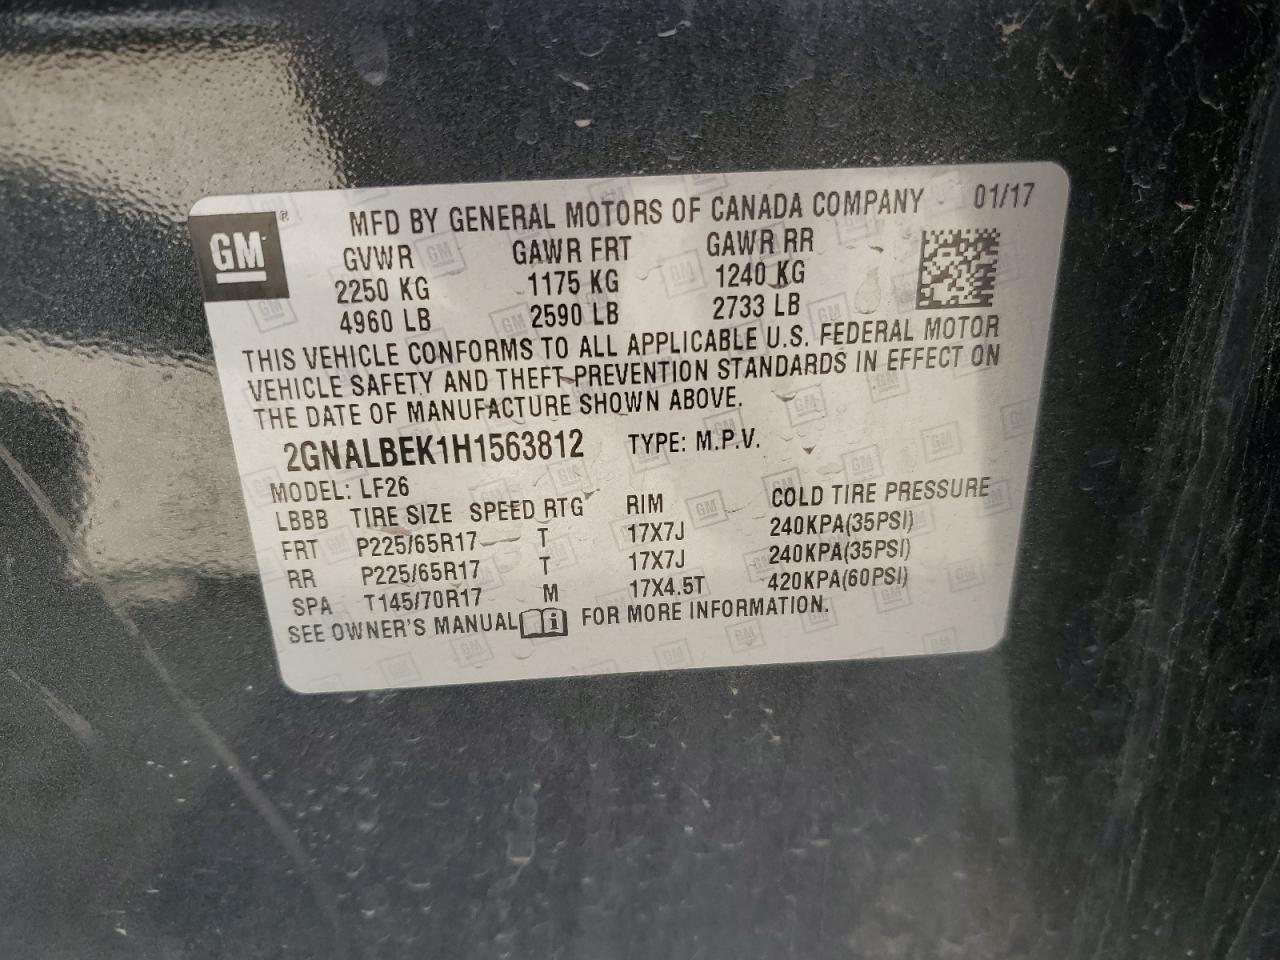 GM ® MFD BY GENERAL MOTORS OF CANADA COMPANY 01/17
GVWR GAWR FRT GAWR RR
2250 KG 1175 KG 1240 KG
4960 LB 2590 LB 2733 LB
THIS VEHICLE CONFORMS TO ALL APPLICABLE U.S. FEDERAL MOTOR
VEHICLE SAFETY AND THEFT PREVENTION STANDARDS IN EFFECT ON
THE DATE OF MANUFACTURE SHOWN ABOVE.
2GNALBEK1H1563812 TYPE: M.P.V.
MODEL: LF26
LBBB TIRE SIZE SPEED RTG RIM COLD TIRE PRESSURE
FRT P225/65R17 T 17X7J 240KPA(35PSI)
RR P225/65R17 T 17X7J 240KPA(35PSI)
SPA T145/70R17 M 17X4.5T 420KPA(60PSI)
SEE OWNER'S MANUAL i FOR MORE INFORMATION.